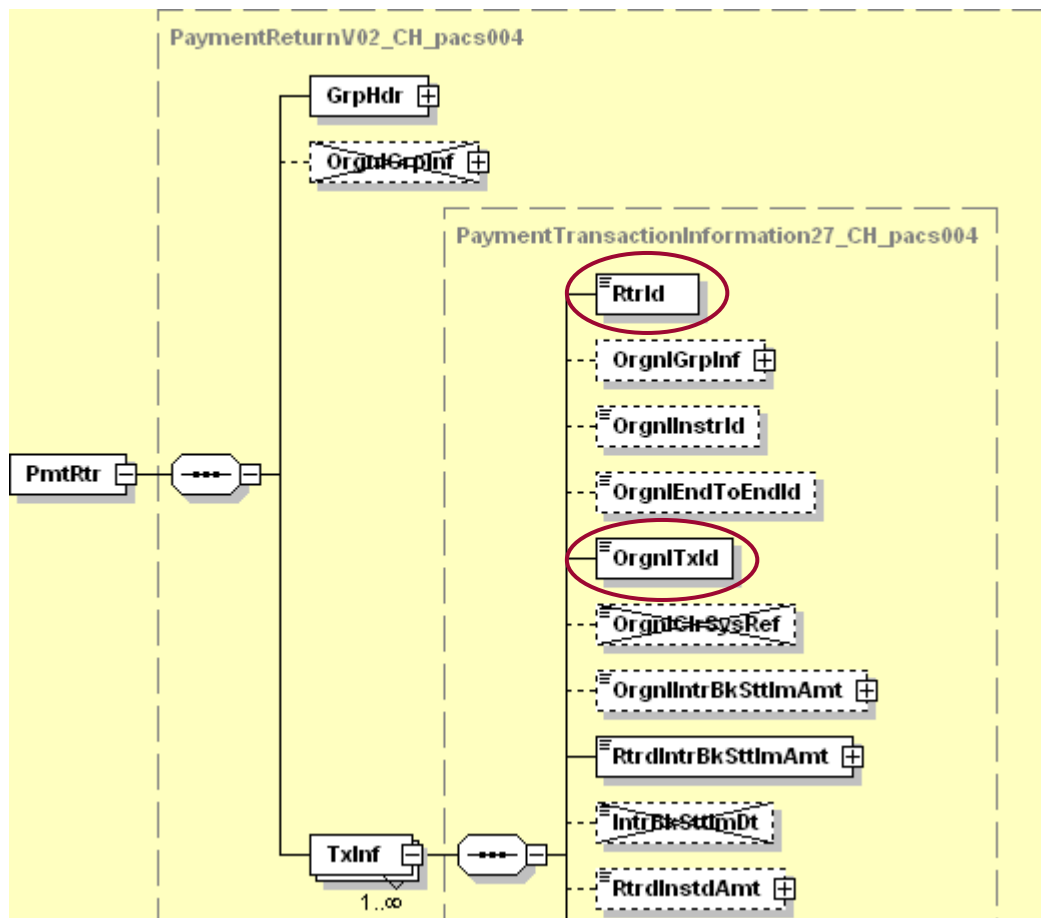 PaymentReturnV02_CH_pacs004
GrpHdr
OrgnlGrpInf
PaymentTransactionInformation27_CH_pacs004
RtrId
OrgnlGrpInf
OrgnlInstrId
OrgnlEndToEndId
PmtRtr
OrgnlTxId
OrgnlClrSysRef
OrgnlIntrBkSttlmAmt
RtrdIntrBkSttlmAmt
IntrBkSttlmDt
TxInf
RtrdInstdAmt
1..∞